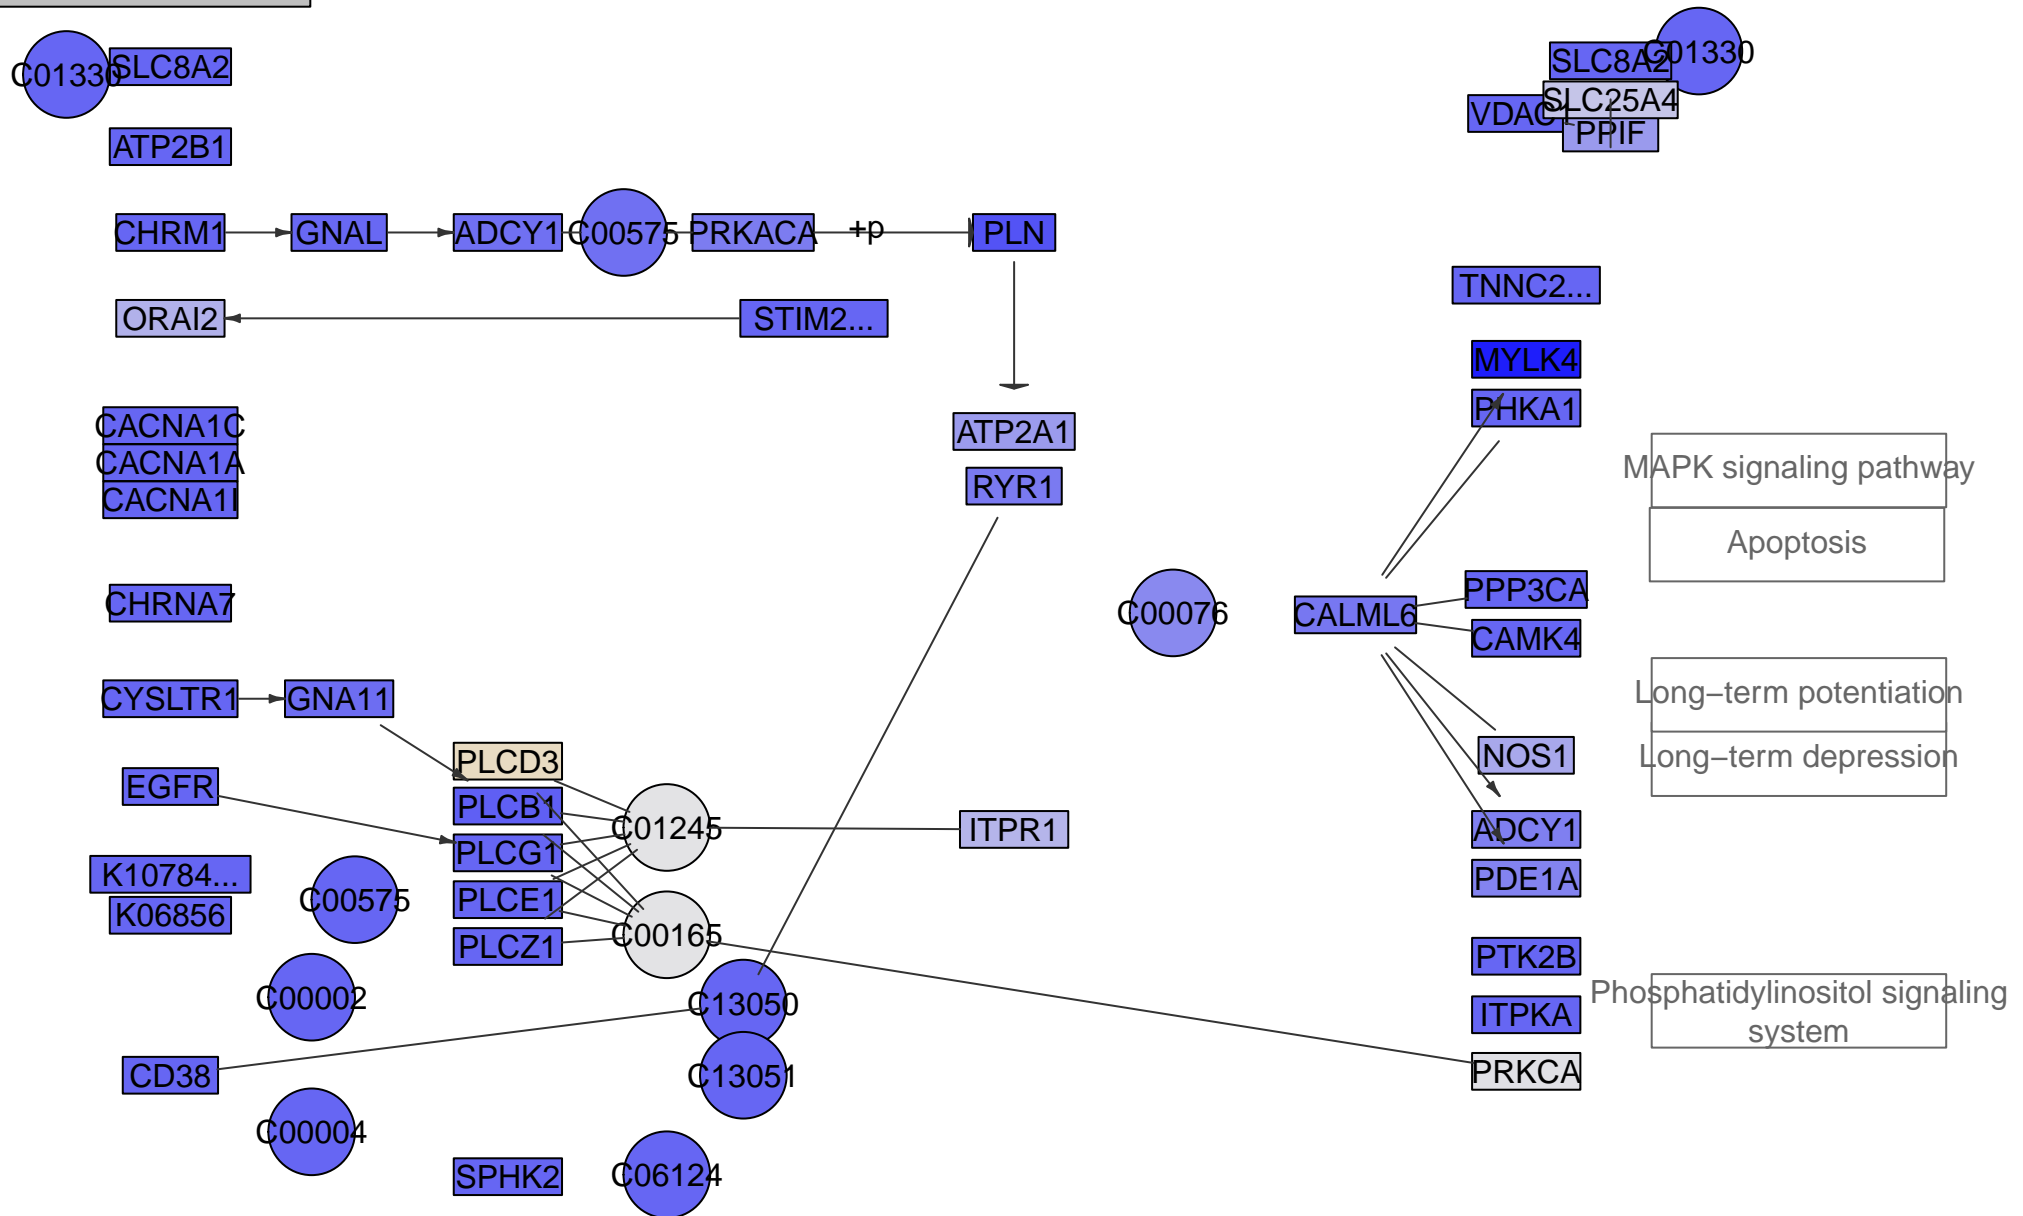 C01330
SLC8A2
SLC8A2
C01330
SLC25A4
VDAC1
PPIF
ATP2B1
CHRM1
GNAL
ADCY1
C00575
PRKACA
+p
PLN
TNNC2...
ORAI2
STIM2...
MYLK4
PHKA1
CACNA1C
CACNA1A
CACNA1I
ATP2A1
RYR1
MAPK signaling pathway
Apoptosis
CHRNA7
C00076
CALML6
PPP3CA
CAMK4
CYSLTR1
GNA11
Long−term potentiation
Long−term depression
PLCD3
NOS1
EGFR
PLCB1
C01245
ITPR1
ADCY1
PLCG1
K10784...
C00575
PLCE1
PDE1A
K06856
C00165
PLCZ1
PTK2B
C00002
C13050
ITPKA
Phosphatidylinositol signaling
system
CD38
C13051
PRKCA
C00004
SPHK2
C06124